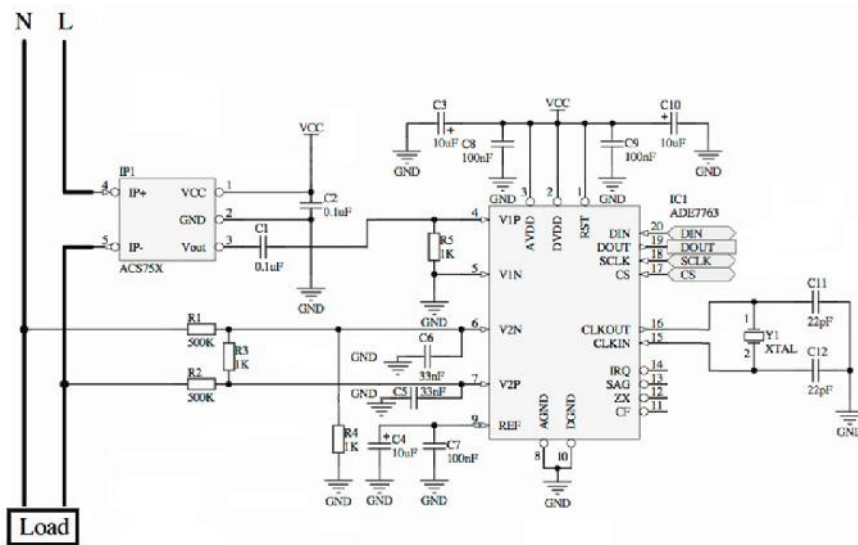 N L
C3
VCC
C10
10uF
C8
100nF
C9
100nF
10uF
GND
GND
GND
GND
VCC
IP1
4
IP+
VCC
1
GND
2
5
IP-
Vout
3
ACS75X
C2
0.1uF
C1
0.1uF
GND
R5
1K
GND
IC1
ADE7763
3
2
1
AVDD
DVDD
RST
4
V1P
5
V1N
6
V2N
7
V2P
9
REF
DIN
20
DIN
DOUT
19
DOUT
SCLK
18
SCLK
CS
17
CS
CLKOUT
16
CLKIN
15
IRQ
14
SAG
13
ZX
12
CF
11
AGND
DGND
8
10
GND
C11
22pF
1
Y1
2
XTAL
C12
22pF
GND
R1
500K
R3
1K
R2
500K
GND
C6
33nF
GND
C5
33nF
R4
1K
GND
C4
10uF
GND
C7
100nF
GND
Load